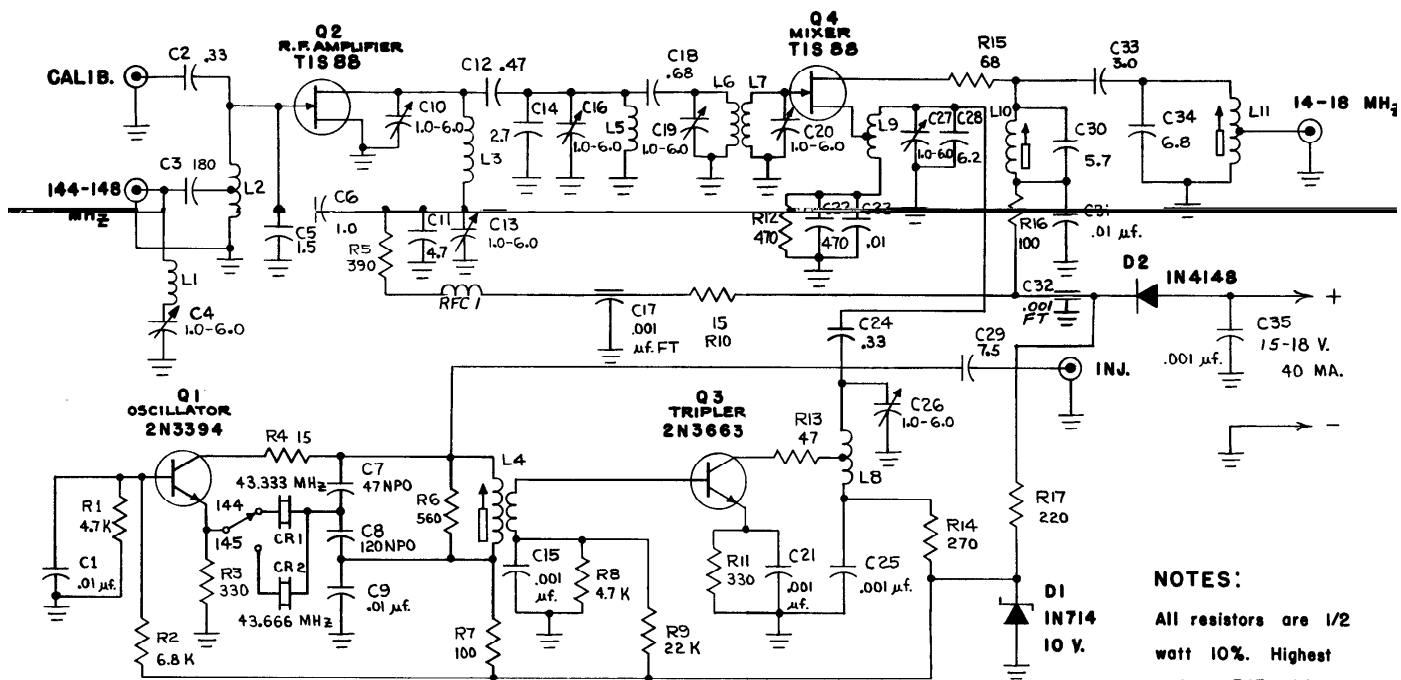 Q2
R.F. AMPLIFIER
TIS88
Q4
MIXER
TIS88
C2 .33
CALIB.
C12 .47
C18
.68
L6
L7
R15
68
C33
3.0
C10
1.0-6.0
C14
2.7
C16
1.0-6.0
L5
C19
1.0-6.0
C20
1.0-6.0
L9
C27
1.0-6.0
C28
6.2
L10
C30
5.7
C34
6.8
L11
14-18 MHz
C3 180
L2
L3
144-148
MHz
C6
1.0
C5
1.5
R5
390
C11
4.7
C13
1.0-6.0
R12
470
C22
470
C23
.01
R16
100
C31
.01 µf.
L1
C4
1.0-6.0
RFC 1
C17
.001
µf. FT
15
R10
C32
.001
FT
D2
IN4148
+
C24
.33
C29
7.5
INJ.
.001 µf.
C35
15-18 V.
40 MA.
−
Q1
OSCILLATOR
2N3394
Q3
TRIPLER
2N3663
C26
1.0-6.0
R4 15
R13
47
L8
43.333 MHz
144
145
CR1
CR2
43.666 MHz
C7
47 NPO
C8
120 NPO
C9
.01 µf.
R6
560
L4
R1
4.7 K
C1
.01 µf.
R3
330
R2
6.8 K
R7
100
C15
.001
µf.
R8
4.7 K
R9
22 K
R11
330
C21
.001
µf.
C25
.001 µf.
R14
270
R17
220
D1
IN714
10 V.
NOTES:
All resistors are 1/2
watt 10%. Highest